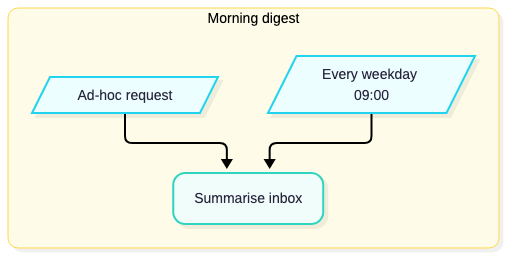 Morning digest
Ad-hoc request
Every weekday
09:00
Summarise inbox